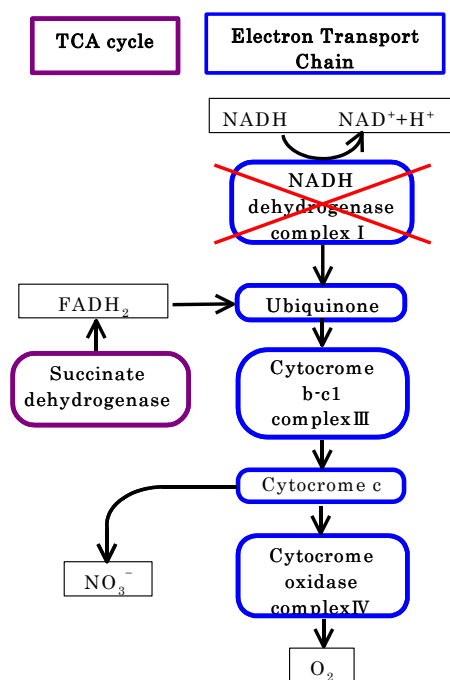 TCA cycle
Electron Transport
Chain
NADH NAD⁺+H⁺
NADH
dehydrogenase
complex I
FADH₂
Ubiquinone
Succinate
dehydrogenase
Cytocrome
b-c1
complexⅢ
Cytocrome c
NO₃⁻
Cytocrome
oxidase
complexⅣ
O₂